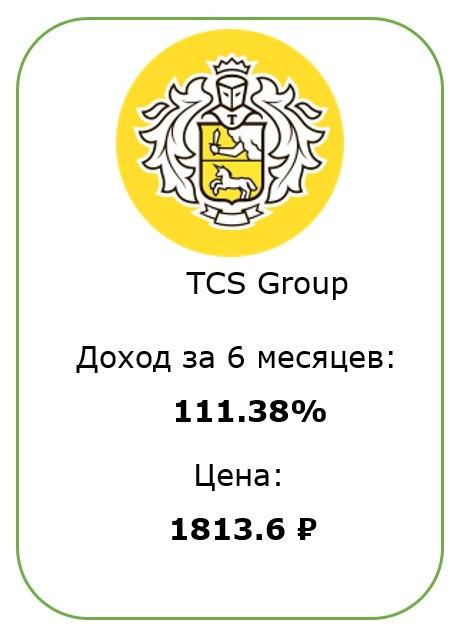 T
TCS Group
Доход за 6 месяцев:
111.38%
Цена:
1813.6 ₽